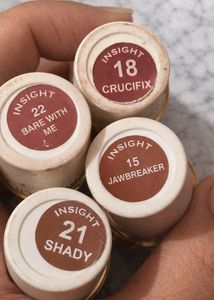 INSIGHT
18
CRUCIFIX
INSIGHT
22
BARE WITH
ME
INSIGHT
15
JAWBREAKER
INSIGHT
21
SHADY